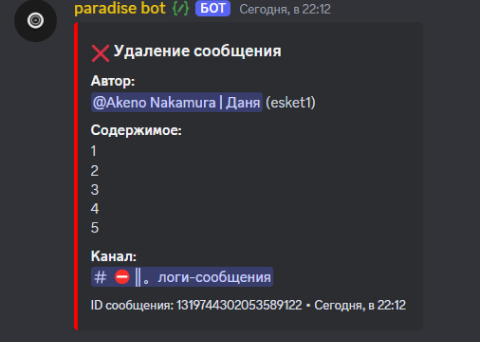 paradise bot {/} БОТ Сегодня, в 22:12
❌ Удаление сообщения
Автор:
@Akeno Nakamura | Даня (esket1)
Содержимое:
1
2
3
4
5
Канал:
# ⛔║。логи-сообщения
ID сообщения: 1319744302053589122 • Сегодня, в 22:12